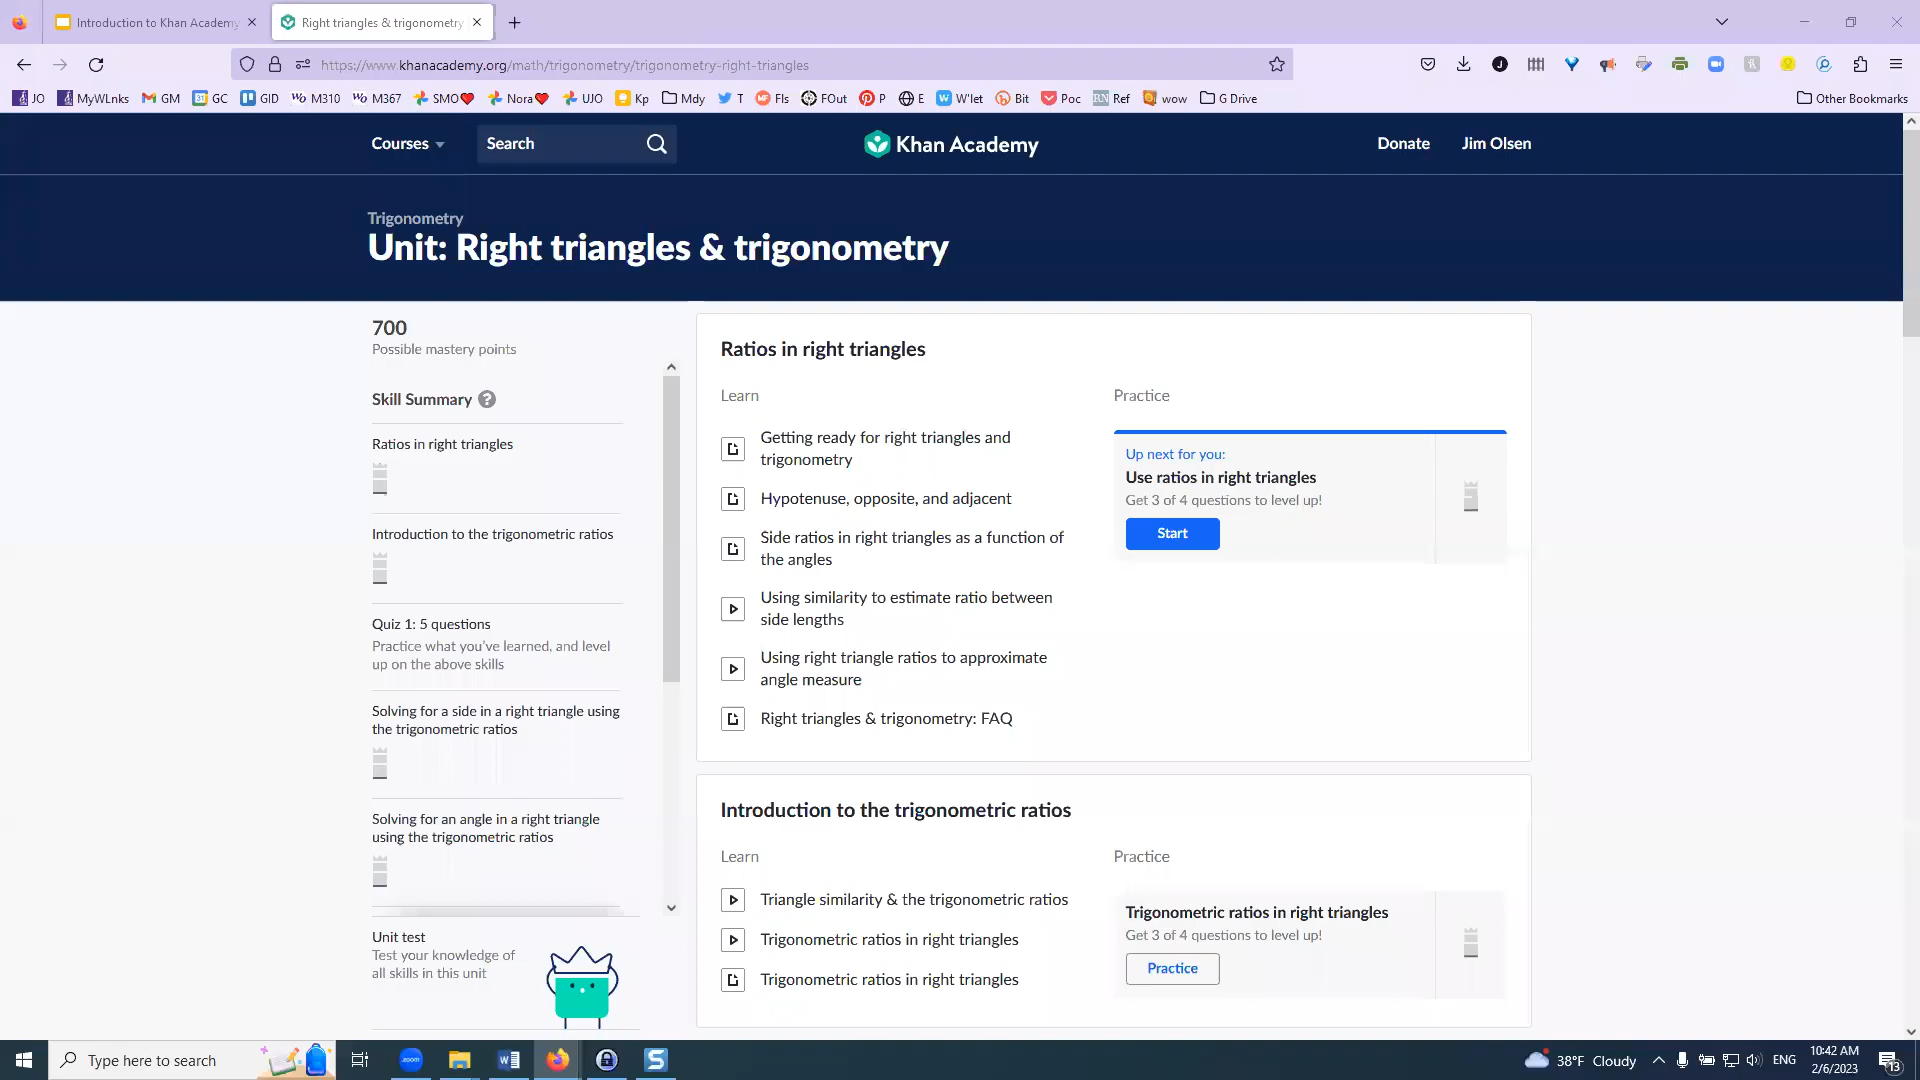 Introduction to Khan Academy
Right triangles & trigonometry
https://www.khanacademy.org/math/trigonometry/trigonometry-right-triangles
JO MyWLnks GM GC GID M310 M367 SMO Nora UJO Kp Mdy T FIs FOut P E W'let Bit Poc Ref wow G Drive Other Bookmarks
Courses Search Khan Academy Donate Jim Olsen
Trigonometry
Unit: Right triangles & trigonometry
700
Possible mastery points
Skill Summary ?
Ratios in right triangles
Introduction to the trigonometric ratios
Quiz 1: 5 questions
Practice what you've learned, and level
up on the above skills
Solving for a side in a right triangle using
the trigonometric ratios
Solving for an angle in a right triangle
using the trigonometric ratios
Unit test
Test your knowledge of
all skills in this unit
Ratios in right triangles
Learn
Getting ready for right triangles and
trigonometry
Hypotenuse, opposite, and adjacent
Side ratios in right triangles as a function of
the angles
Using similarity to estimate ratio between
side lengths
Using right triangle ratios to approximate
angle measure
Right triangles & trigonometry: FAQ
Practice
Up next for you:
Use ratios in right triangles
Get 3 of 4 questions to level up!
Start
Introduction to the trigonometric ratios
Learn
Triangle similarity & the trigonometric ratios
Trigonometric ratios in right triangles
Trigonometric ratios in right triangles
Practice
Trigonometric ratios in right triangles
Get 3 of 4 questions to level up!
Practice
Type here to search
zoom
38°F Cloudy
ENG
10:42 AM
2/6/2023
13